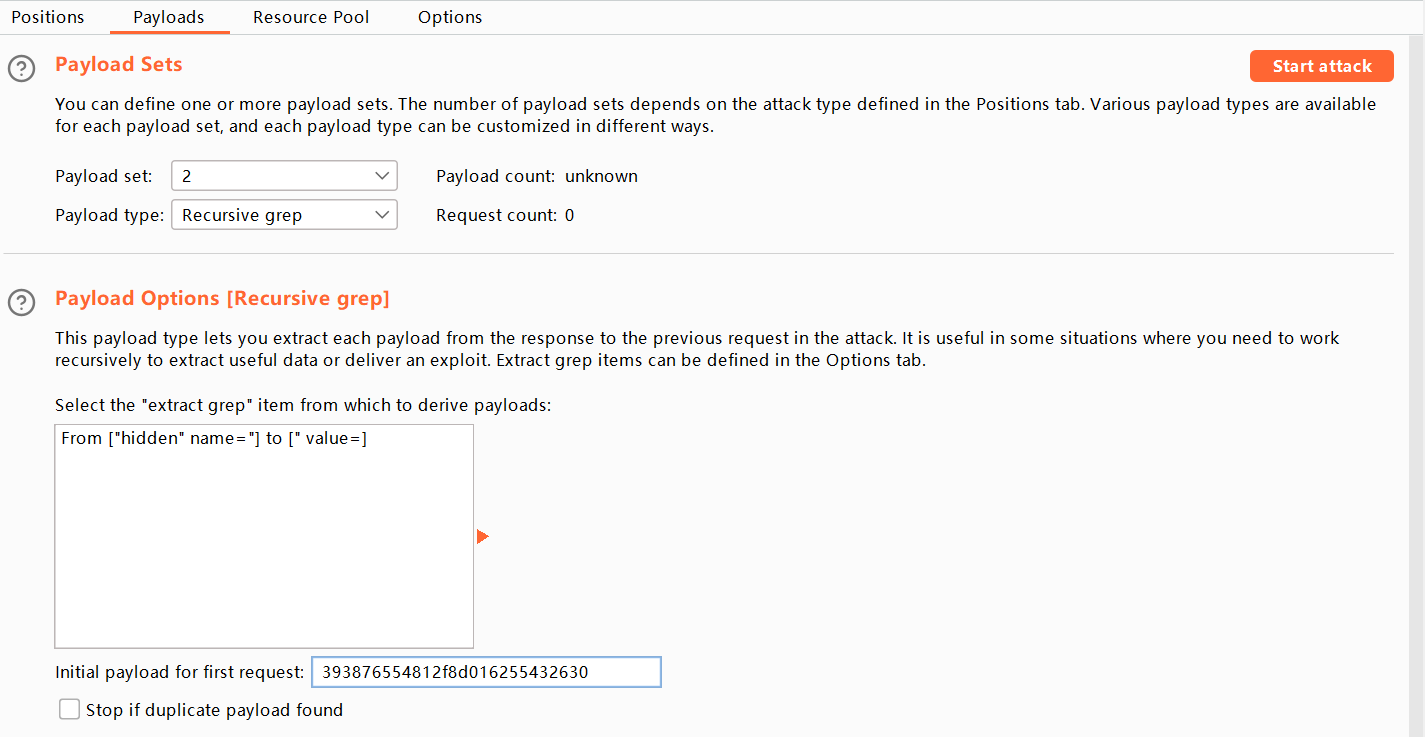 Positions Payloads Resource Pool Options
? Payload Sets Start attack
You can define one or more payload sets. The number of payload sets depends on the attack type defined in the Positions tab. Various payload types are available
for each payload set, and each payload type can be customized in different ways.
Payload set: 2 Payload count: unknown
Payload type: Recursive grep Request count: 0
? Payload Options [Recursive grep]
This payload type lets you extract each payload from the response to the previous request in the attack. It is useful in some situations where you need to work
recursively to extract useful data or deliver an exploit. Extract grep items can be defined in the Options tab.
Select the "extract grep" item from which to derive payloads:
From ["hidden" name="] to [" value=]
Initial payload for first request: 393876554812f8d016255432630
Stop if duplicate payload found